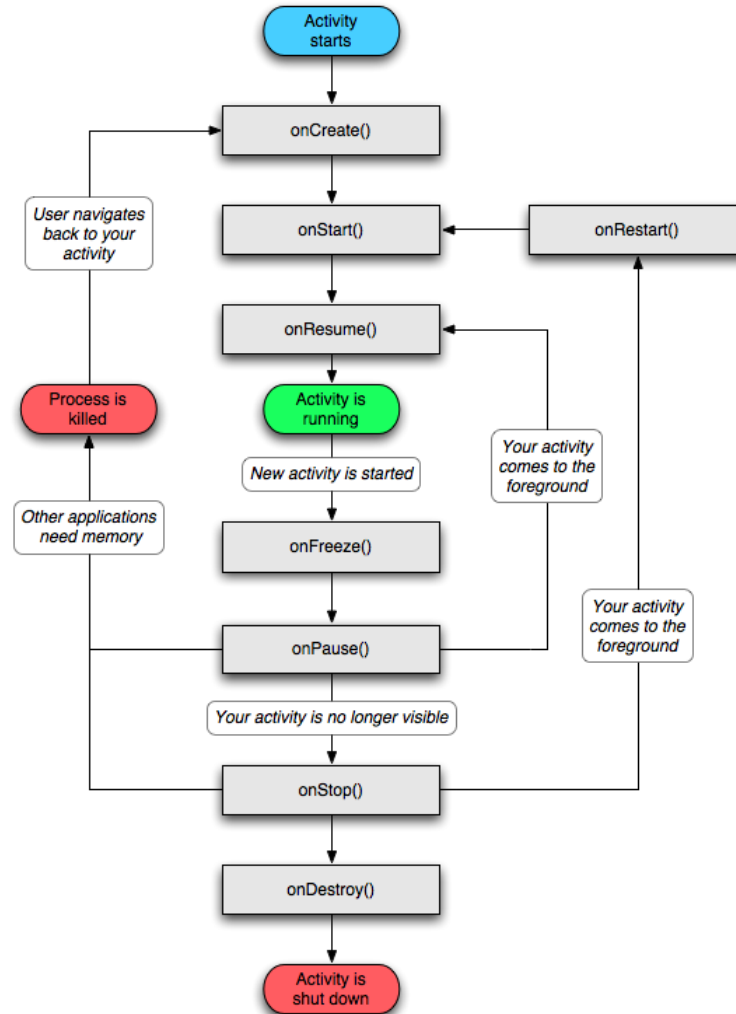 Activity
starts
onCreate()
User navigates
back to your
activity
onStart()
onRestart()
onResume()
Process is
killed
Activity is
running
Your activity
comes to the
foreground
New activity is started
Other applications
need memory
onFreeze()
Your activity
comes to the
foreground
onPause()
Your activity is no longer visible
onStop()
onDestroy()
Activity is
shut down